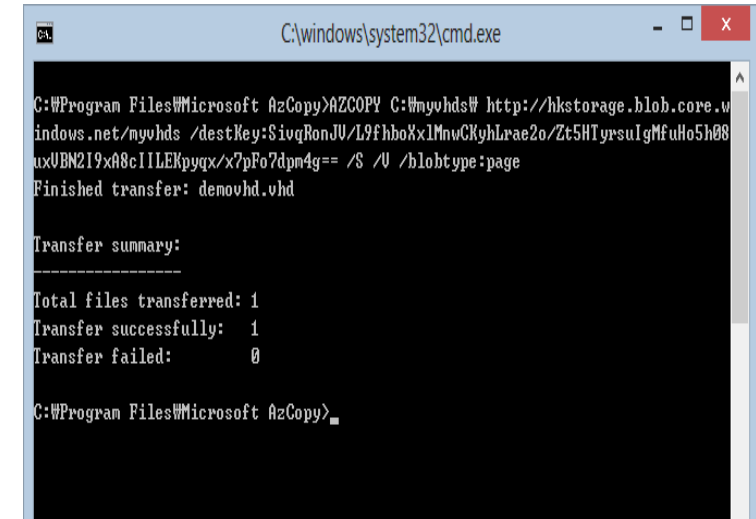 C:\windows\system32\cmd.exe
C:₩Program Files₩Microsoft AzCopy>AZCOPY C:₩myvhds₩ http://hkstorage.blob.core.w
indows.net/myvhds /destKey:SivqRonJV/L9fhboXxlMnwCKyhLrae2o/Zt5HTyrsuIgMfuHo5h08
uxVBN2I9xA8cIILEKpyqx/x7pFo7dpm4g== /S /V /blobtype:page
Finished transfer: demovhd.vhd
Transfer summary:
-----------------
Total files transferred: 1
Transfer successfully: 1
Transfer failed: 0
C:₩Program Files₩Microsoft AzCopy>_